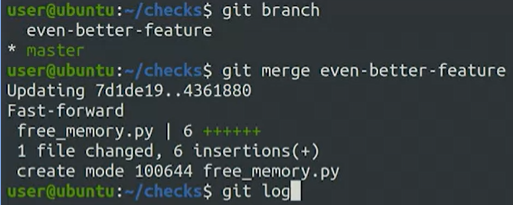 user@ubuntu:~/checks$ git branch
  even-better-feature
* master
user@ubuntu:~/checks$ git merge even-better-feature
Updating 7d1de19..4361880
Fast-forward
 free_memory.py | 6 ++++++
 1 file changed, 6 insertions(+)
 create mode 100644 free_memory.py
user@ubuntu:~/checks$ git log